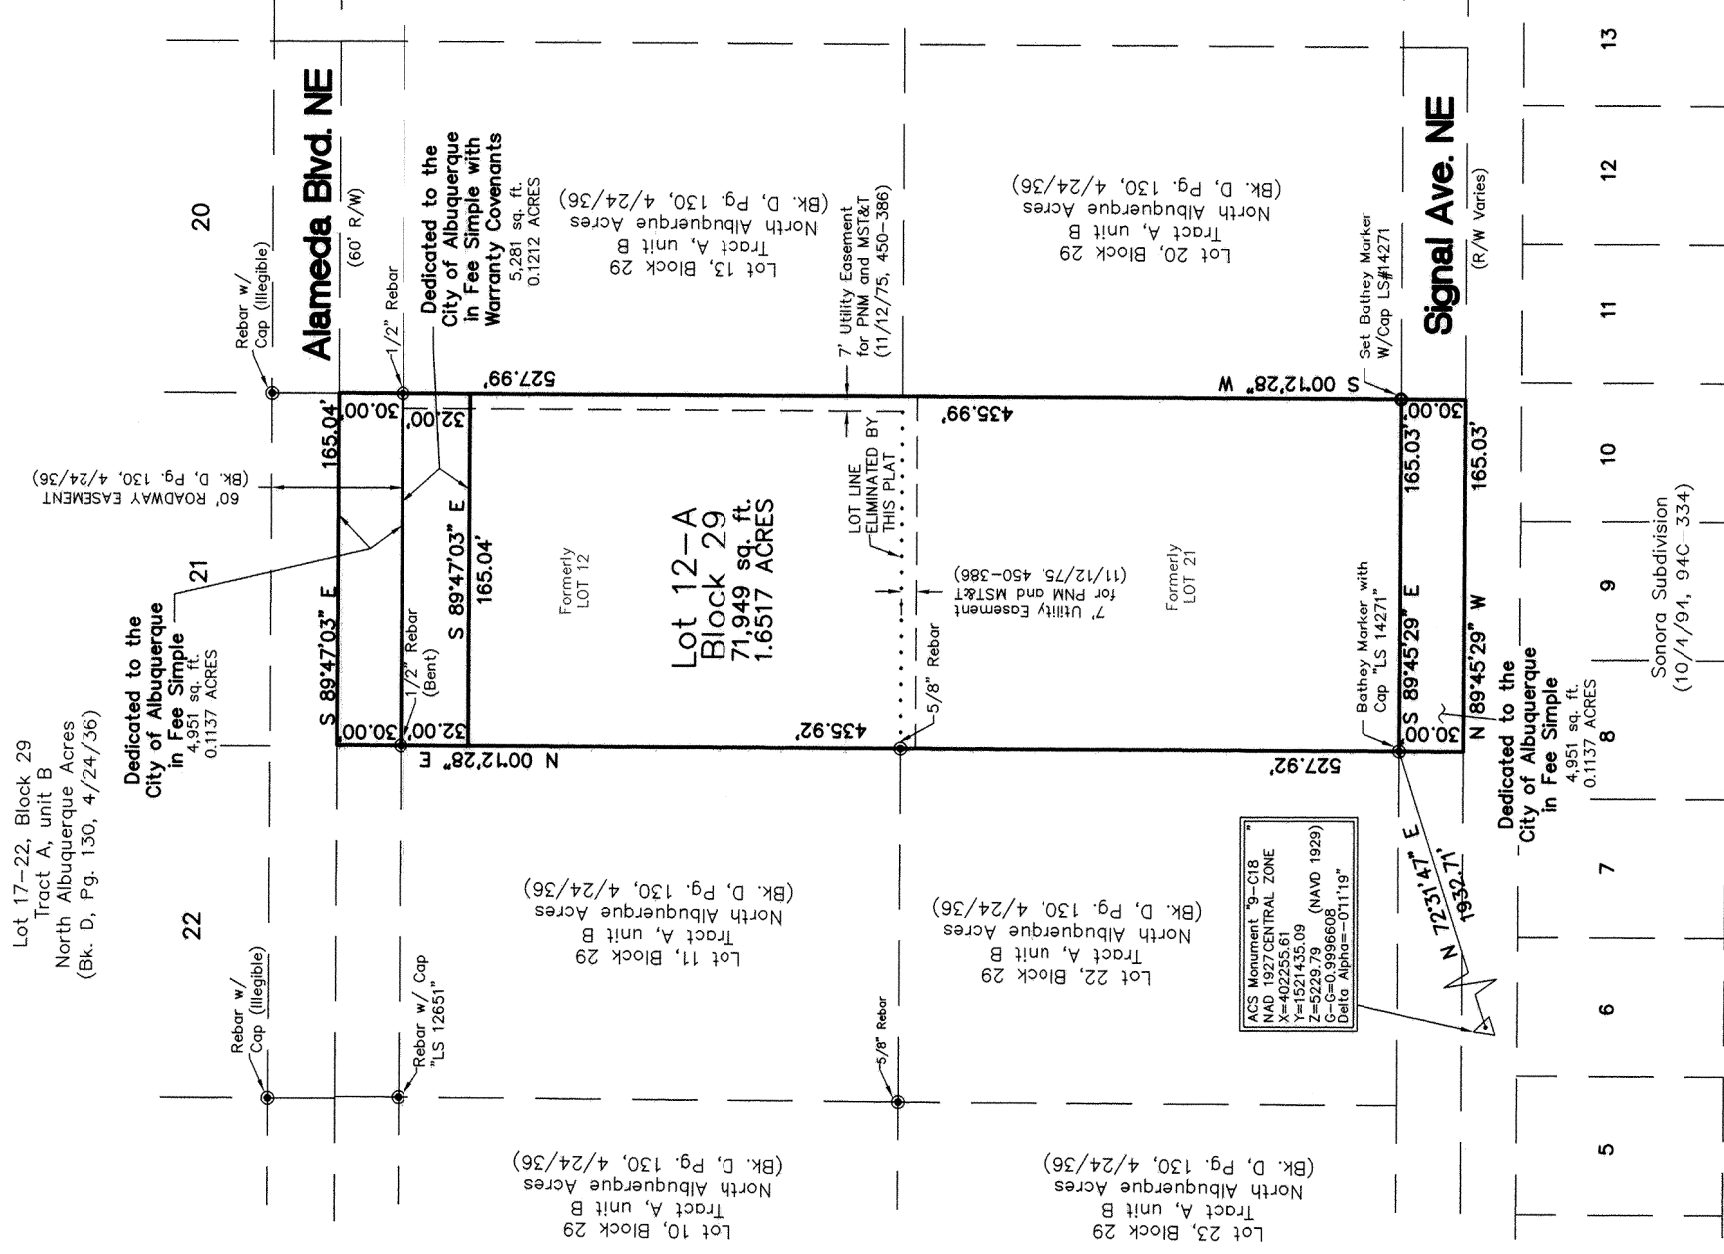 Lot 17-22, Block 29
Tract A, unit B
North Albuquerque Acres
(Bk. D, Pg. 130, 4/24/36)
22
21
20
Dedicated to the
City of Albuquerque
in Fee Simple
4,951 sq. ft.
0.1137 ACRES
60' ROADWAY EASEMENT
(Bk. D, Pg. 130, 4/24/36)
Rebar w/
Cap (Illegible)
Rebar w/
Cap (Illegible)
Alameda Blvd. NE
(60' R/W)
S 89°47'03" E
165.04'
30.00'
30.00'
1/2" Rebar
(Bent)
1/2" Rebar
Rebar w/ Cap
"LS 12651"
32.00'
32.00'
S 89°47'03" E
165.04'
Dedicated to the
City of Albuquerque
in Fee Simple with
Warranty Covenants
5,281 sq. ft.
0.1212 ACRES
N 00°12'28" E
527.99'
Lot 10, Block 29
Tract A, unit B
North Albuquerque Acres
(Bk. D, Pg. 130, 4/24/36)
Lot 11, Block 29
Tract A, unit B
North Albuquerque Acres
(Bk. D, Pg. 130, 4/24/36)
Formerly
LOT 12
Lot 12-A
Block 29
71,949 sq. ft.
1.6517 ACRES
Lot 13, Block 29
Tract A, unit B
North Albuquerque Acres
(Bk. D, Pg. 130, 4/24/36)
7' Utility Easement
for PNM and MST&T
(11/12/75, 450-386)
LOT LINE
ELIMINATED BY
THIS PLAT
435.92'
435.99'
5/8" Rebar
5/8" Rebar
7' Utility Easement
for PNM and MST&T
(11/12/75, 450-386)
Formerly
LOT 21
Lot 23, Block 29
Tract A, unit B
North Albuquerque Acres
(Bk. D, Pg. 130, 4/24/36)
Lot 22, Block 29
Tract A, unit B
North Albuquerque Acres
(Bk. D, Pg. 130, 4/24/36)
Lot 20, Block 29
Tract A, unit B
North Albuquerque Acres
(Bk. D, Pg. 130, 4/24/36)
527.92'
S 00°12'28" W
ACS Monument "9-C18 "
NAD 1927 CENTRAL ZONE
X=402255.61
Y=1521435.09
Z=5229.79 (NAVD 1929)
G-G=0.9996608
Delta Alpha=-0°11'19"
Bathey Marker with
Cap "LS 14271"
Set Bathey Marker
W/Cap LS#14271
S 89°45'29" E
165.03'
30.00'
30.00'
N 89°45'29" W
165.03'
N 72°31'47" E
1932.71'
Signal Ave. NE
(R/W Varies)
Dedicated to the
City of Albuquerque
in Fee Simple
4,951 sq. ft.
0.1137 ACRES
5
6
7
8
9
10
11
12
13
Sonora Subdivision
(10/4/94, 94C-334)